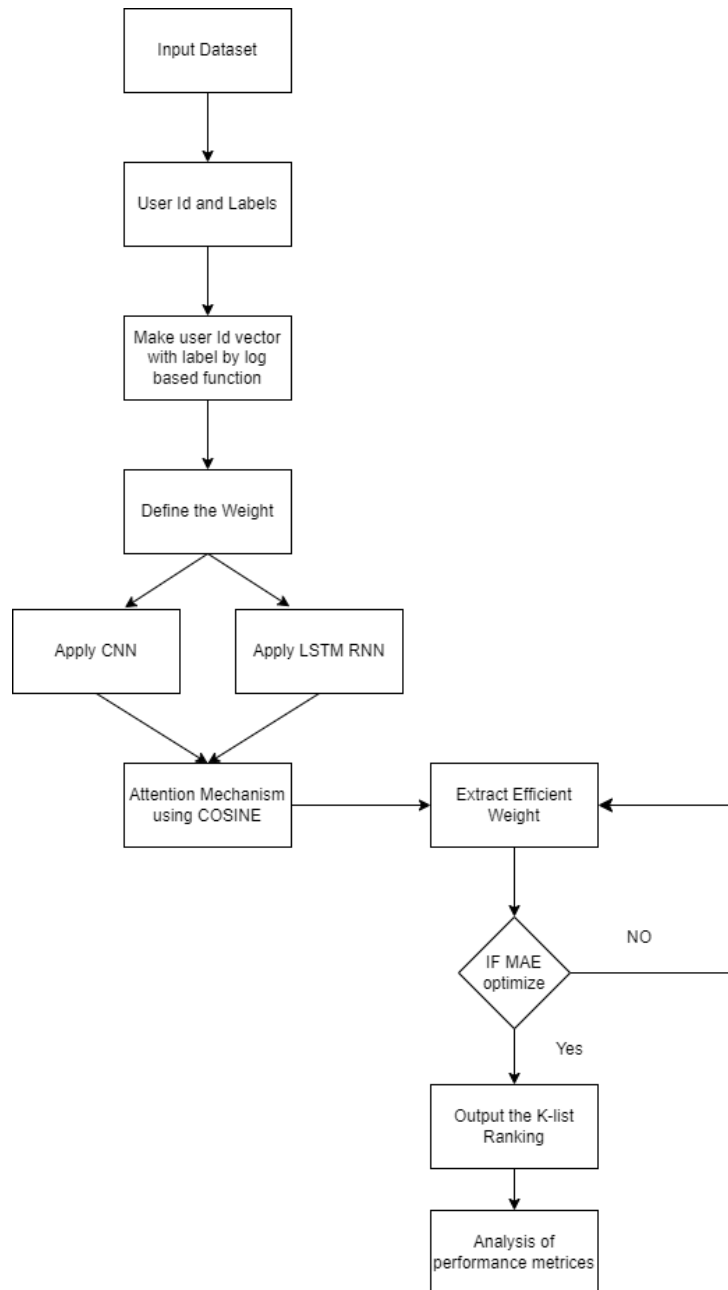 Input Dataset
User Id and Labels
Make user Id vector
with label by log
based function
Define the Weight
Apply CNN
Apply LSTM RNN
Attention Mechanism
using COSINE
Extract Efficient
Weight
IF MAE
optimize
NO
Yes
Output the K-list
Ranking
Analysis of
performance metrices